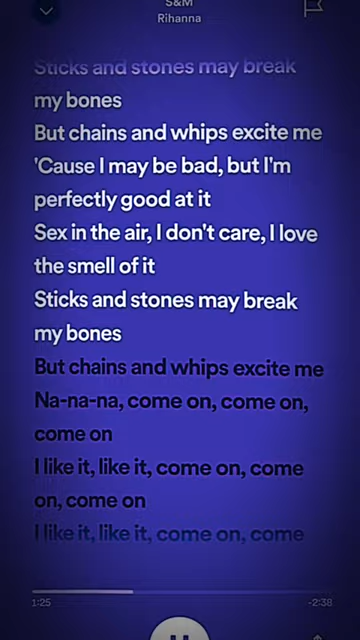 S&M
Rihanna
Sticks and stones may break
my bones
But chains and whips excite me
'Cause I may be bad, but I'm
perfectly good at it
Sex in the air, I don't care, I love
the smell of it
Sticks and stones may break
my bones
But chains and whips excite me
Na-na-na, come on, come on,
come on
I like it, like it, come on, come
on, come on
I like it, like it, come on, come
1:25
-2:38